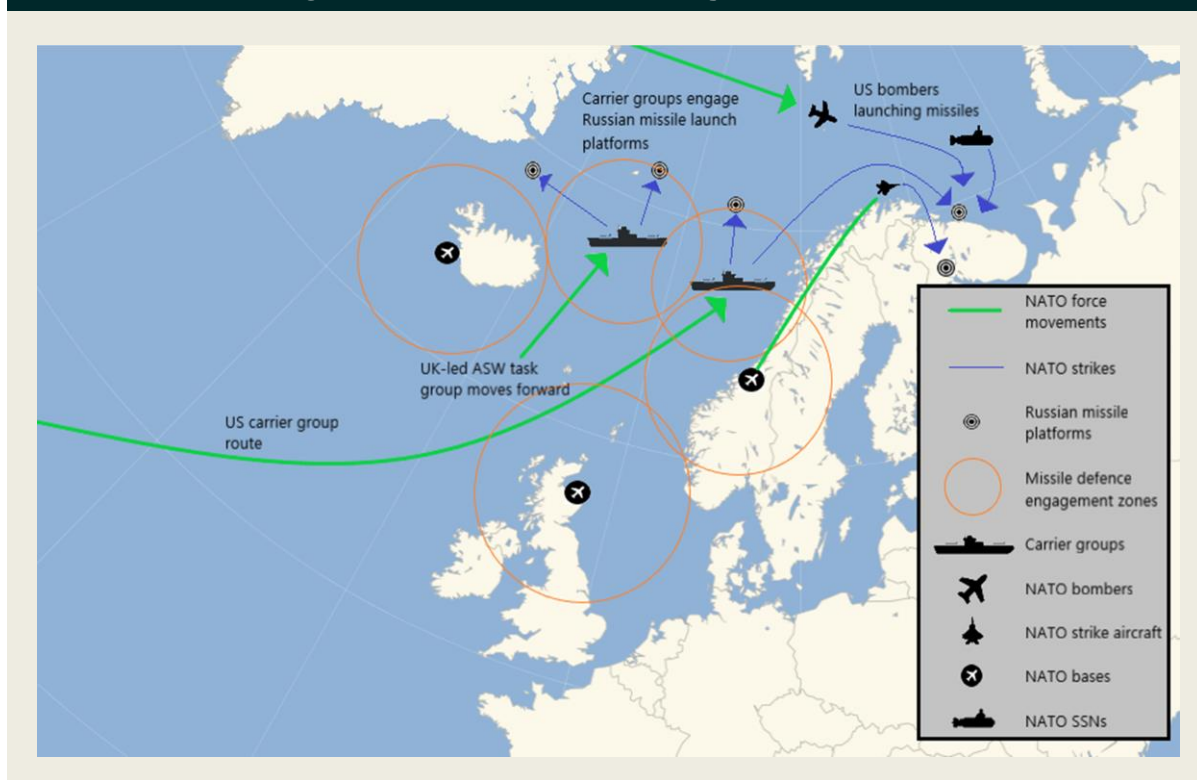 Carrier groups engage
Russian missile launch
platforms
US bombers
launching missiles
UK-led ASW task
group moves forward
US carrier group
route
NATO force
movements
NATO strikes
Russian missile
platforms
Missile defence
engagement zones
Carrier groups
NATO bombers
NATO strike aircraft
NATO bases
NATO SSNs